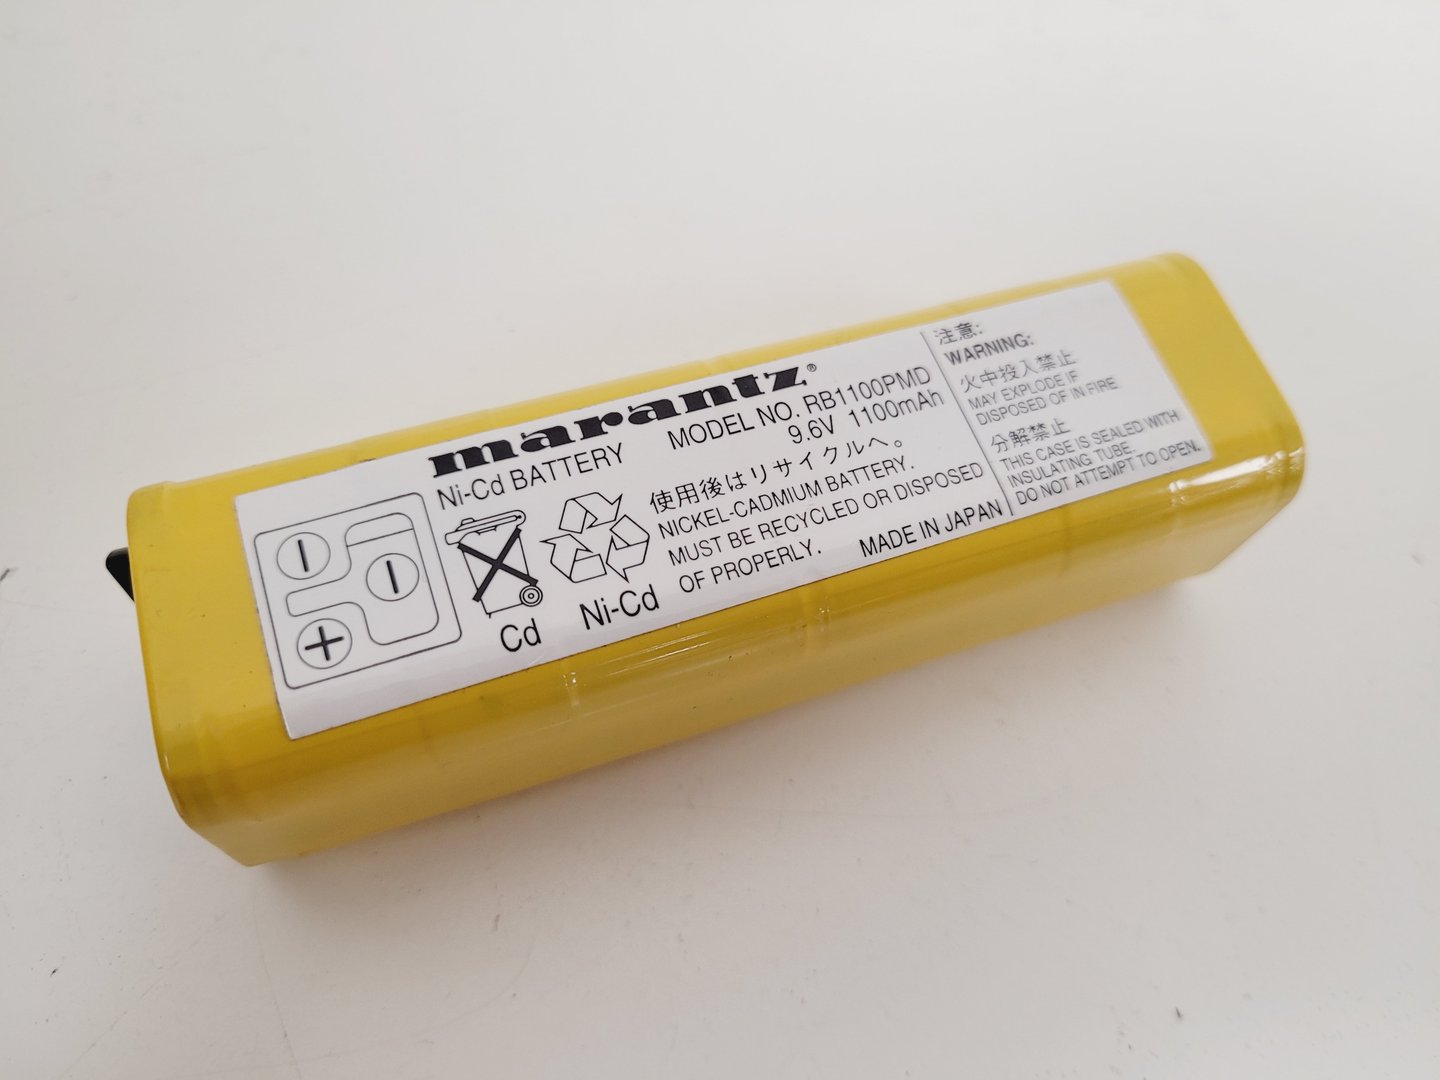 marantz®
Ni-Cd BATTERY
MODEL NO. RB1100PMD
9.6V 1100mAh
使用後はリサイクルへ。
NICKEL-CADMIUM BATTERY.
MUST BE RECYCLED OR DISPOSED
OF PROPERLY.
MADE IN JAPAN
Cd
Ni-Cd
注意:
WARNING:
火中投入禁止
MAY EXPLODE IF
DISPOSED OF IN FIRE
分解禁止
THIS CASE IS SEALED WITH
INSULATING TUBE.
DO NOT ATTEMPT TO OPEN.